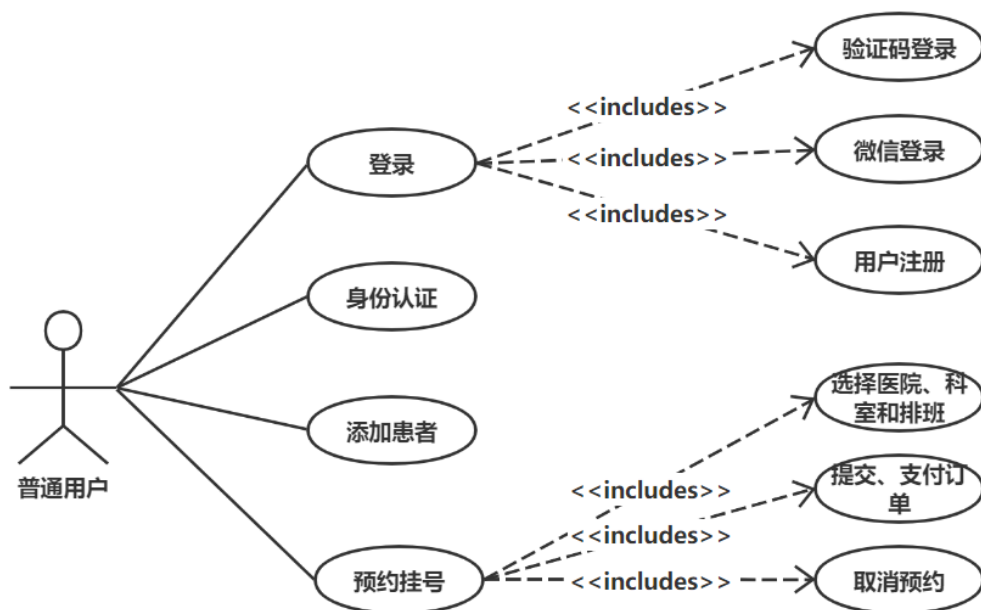 验证码登录
<<includes>>
登录
<<includes>>
微信登录
<<includes>>
用户注册
身份认证
选择医院、科
室和排班
添加患者
普通用户
<<includes>>
提交、支付订
单
<<includes>>
预约挂号
<<includes>>
取消预约